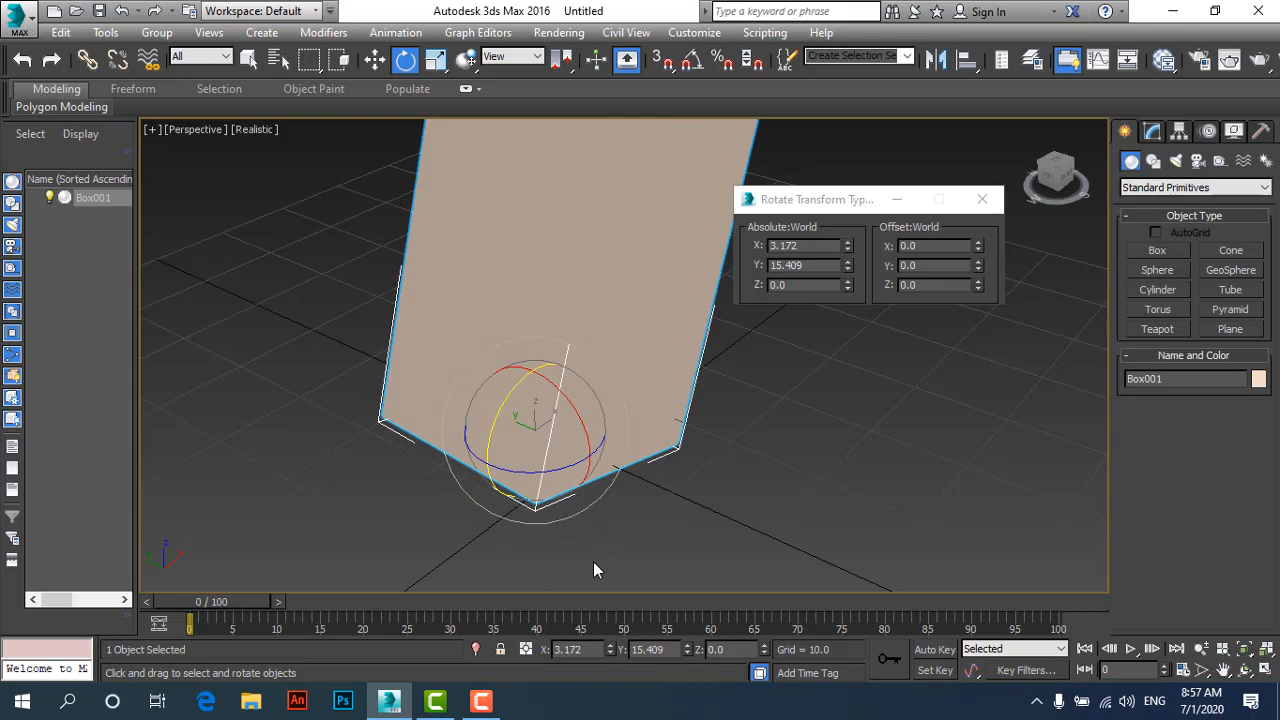 MAX
Workspace: Default
Autodesk 3ds Max 2016 Untitled
Type a keyword or phrase
Sign In
Edit Tools Group Views Create Modifiers Animation Graph Editors Rendering Civil View Customize Scripting Help
All
View
3
Create Selection Se
Modeling Freeform Selection Object Paint Populate
Polygon Modeling
Select Display
[+] [Perspective] [Realistic]
Name (Sorted Ascendin
Box001
Rotate Transform Typ...
Absolute:World Offset:World
X: 3.172 X: 0.0
Y: 15.409 Y: 0.0
Z: 0.0 Z: 0.0
z
y
x
z
Standard Primitives
- Object Type
AutoGrid
Box Cone
Sphere GeoSphere
Cylinder Tube
Torus Pyramid
Teapot Plane
- Name and Color
Box001
< 0 / 100 >
0 5 10 15 20 25 30 35 40 45 50 55 60 65 70 75 80 85 90 95 100
1 Object Selected
X: 3.172 Y: 15.409 Z: 0.0 Grid = 10.0
Auto Key Selected
Welcome to M
Click and drag to select and rotate objects
Add Time Tag
Set Key Key Filters...
0
An Ps
ENG
8:57 AM
7/1/2020